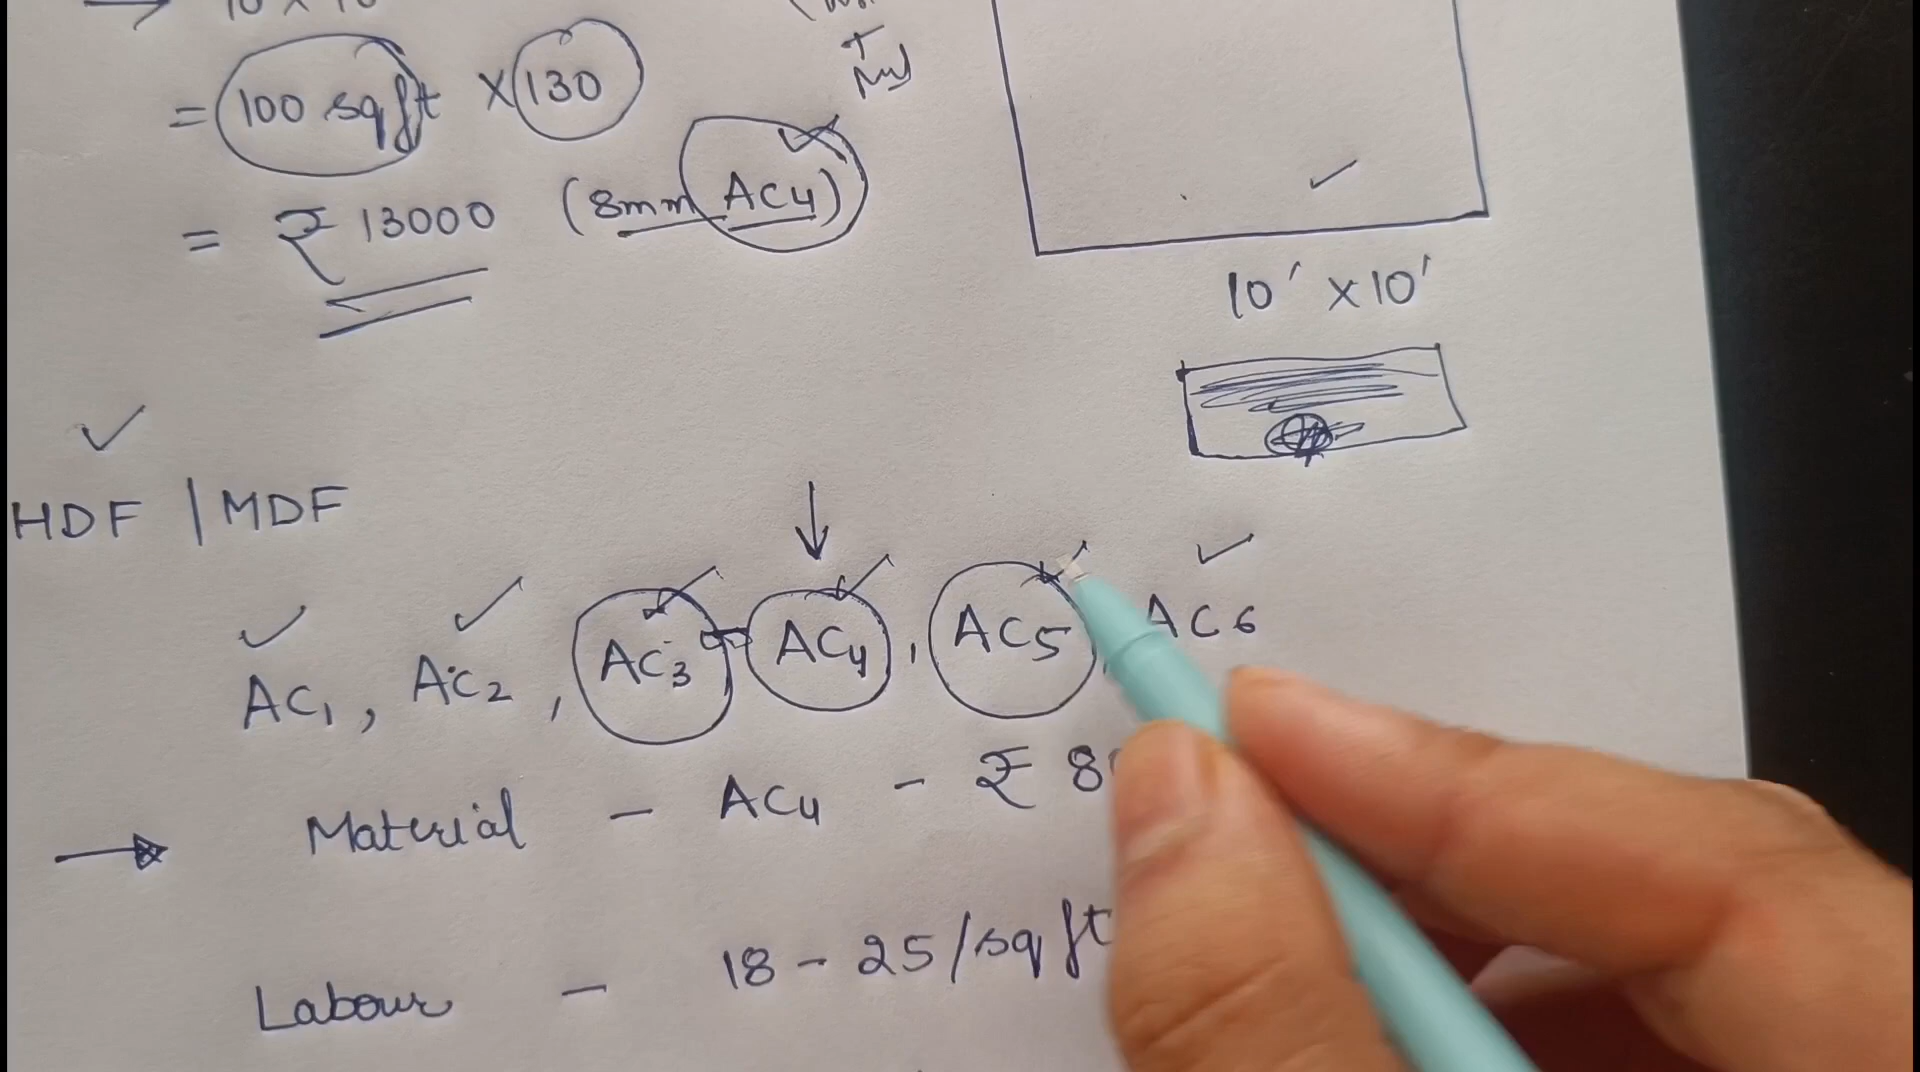 = 100 sqft × 130
= ₹ 13000 (8mm AC4)
10' × 10'
HDF | MDF
AC1, AC2, AC3 AC4, AC5 AC6
Material - AC4 - ₹ 8
Labour - 18 - 25/sqft